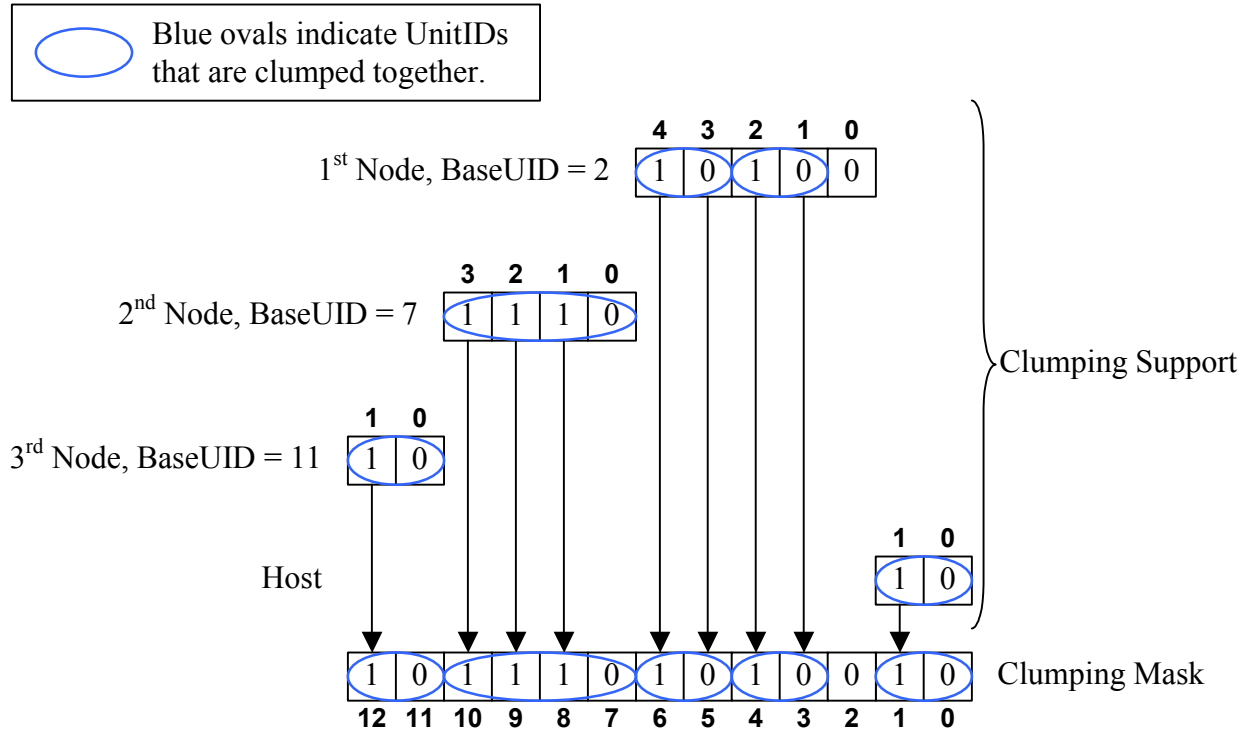 Blue ovals indicate UnitIDs
that are clumped together.
4 3 2 1 0
1st Node, BaseUID = 2
1 0 1 0 0
3 2 1 0
2nd Node, BaseUID = 7
1 1 1 0
Clumping Support
1 0
3rd Node, BaseUID = 11
1 0
1 0
Host
1 0
1 0 1 1 1 0 1 0 1 0 0 1 0
Clumping Mask
12 11 10 9 8 7 6 5 4 3 2 1 0